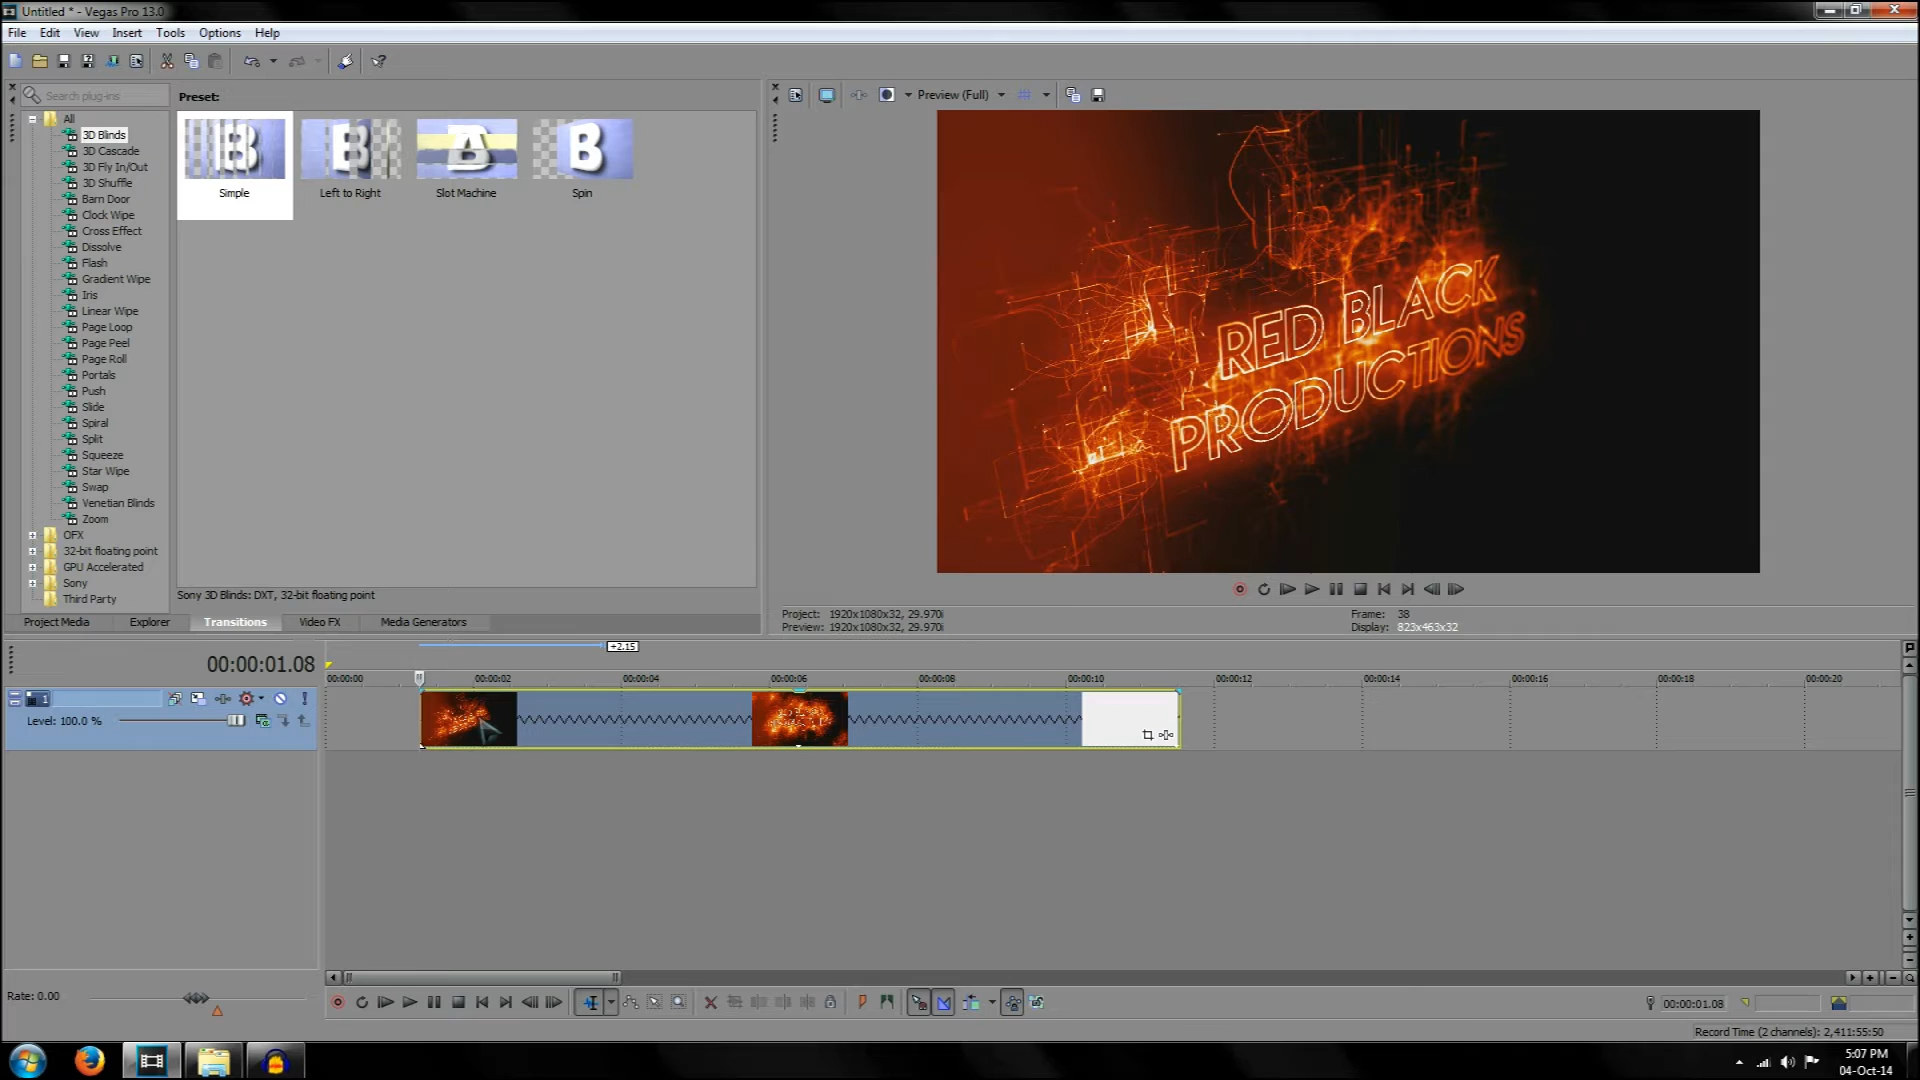 Untitled * - Vegas Pro 13.0
File Edit View Insert Tools Options Help
Search plug-ins
Preset:
All
3D Blinds
3D Cascade
3D Fly In/Out
3D Shuffle
Barn Door
Clock Wipe
Cross Effect
Dissolve
Flash
Gradient Wipe
Iris
Linear Wipe
Page Loop
Page Peel
Page Roll
Portals
Push
Slide
Spiral
Split
Squeeze
Star Wipe
Swap
Venetian Blinds
Zoom
OFX
32-bit floating point
GPU Accelerated
Sony
Third Party
B B B B
Simple Left to Right Slot Machine Spin
Sony 3D Blinds: DXT, 32-bit floating point
Project Media Explorer Transitions Video FX Media Generators
Preview (Full)
RED BLACK
PRODUCTIONS
Project: 1920x1080x32, 29.970i
Preview: 1920x1080x32, 29.970i
Frame: 38
Display: 823x463x32
+2.15
00:00:01.08
00:00:00 00:00:02 00:00:04 00:00:06 00:00:08 00:00:10 00:00:12 00:00:14 00:00:16 00:00:18 00:00:20
1
Level: 100.0 %
Rate: 0.00
00:00:01.08
Record Time (2 channels): 2,411:55:50
5:07 PM
04-Oct-14